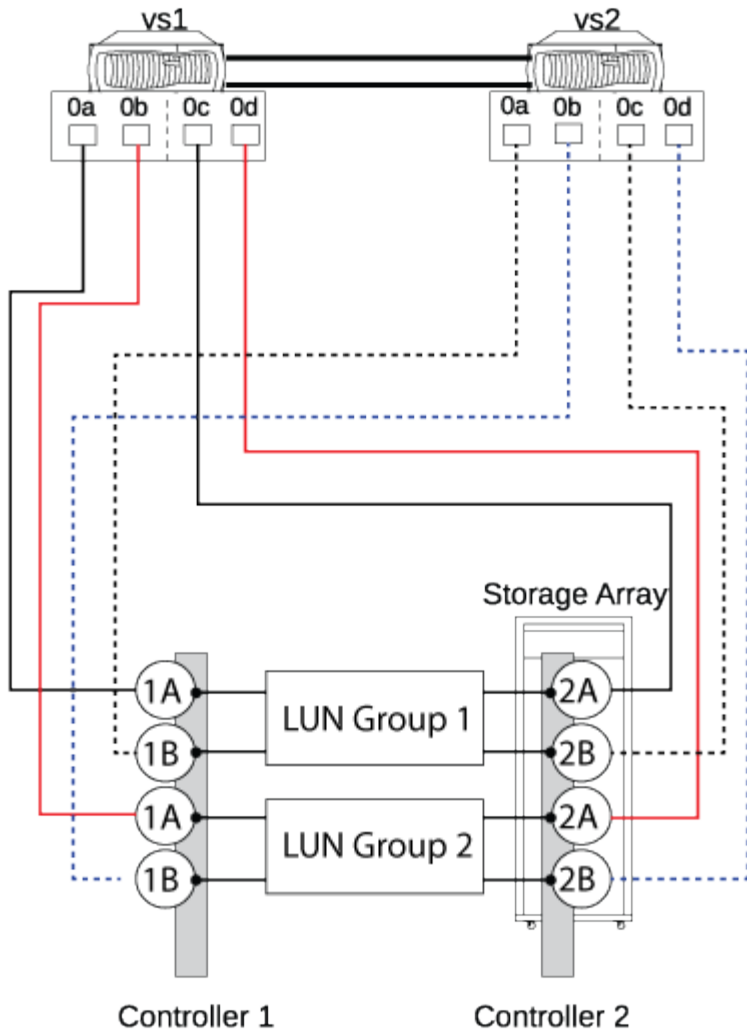 vs1
vs2
0a 0b 0c 0d
0a 0b 0c 0d
Storage Array
1A
LUN Group 1
2A
1B
2B
1A
LUN Group 2
2A
1B
2B
Controller 1
Controller 2